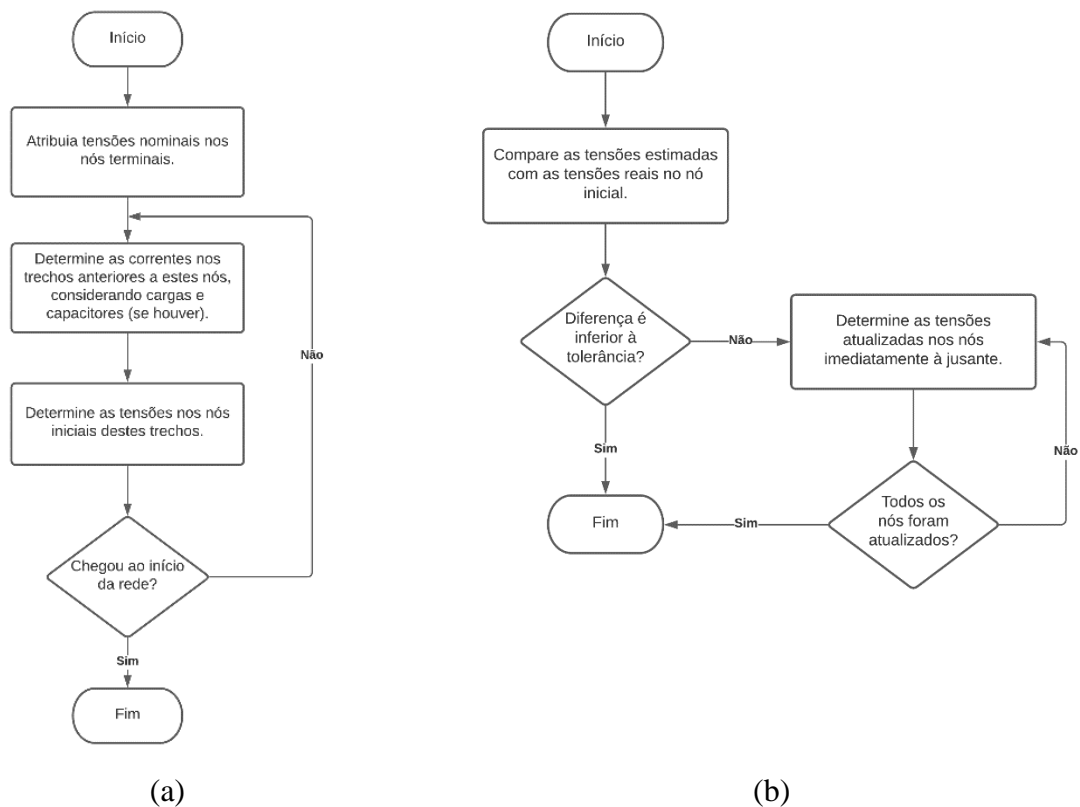 Início
Atribuia tensões nominais nos
nós terminais.
Determine as correntes nos
trechos anteriores a estes nós,
considerando cargas e
capacitores (se houver).
Não
Determine as tensões nos nós
iniciais destes trechos.
Chegou ao início
da rede?
Sim
Fim
(a)
Início
Compare as tensões estimadas
com as tensões reais no nó
inicial.
Diferença é
inferior à
tolerância?
Não
Determine as tensões
atualizadas nos nós
imediatamente à jusante.
Não
Sim
Todos os
nós foram
atualizados?
Sim
Fim
(b)